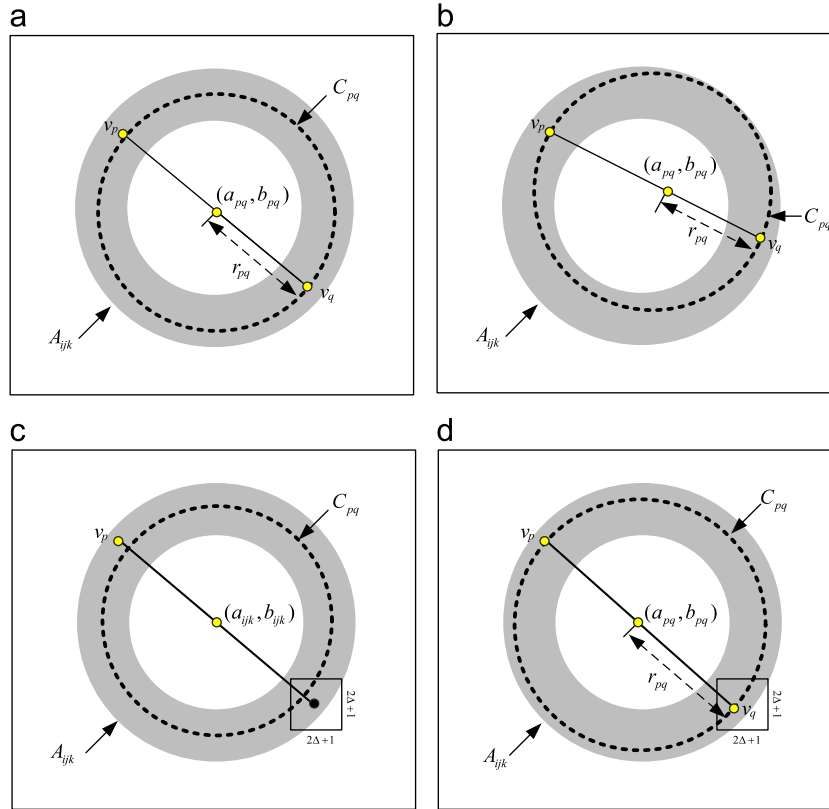 a
C_pq
v_p
(a_pq, b_pq)
r_pq
v_q
A_ijk
b
v_p
(a_pq, b_pq)
C_pq
r_pq
v_q
A_ijk
c
C_pq
v_p
(a_ijk, b_ijk)
2Δ+1
2Δ+1
A_ijk
d
C_pq
v_p
(a_pq, b_pq)
r_pq
v_q
2Δ+1
2Δ+1
A_ijk